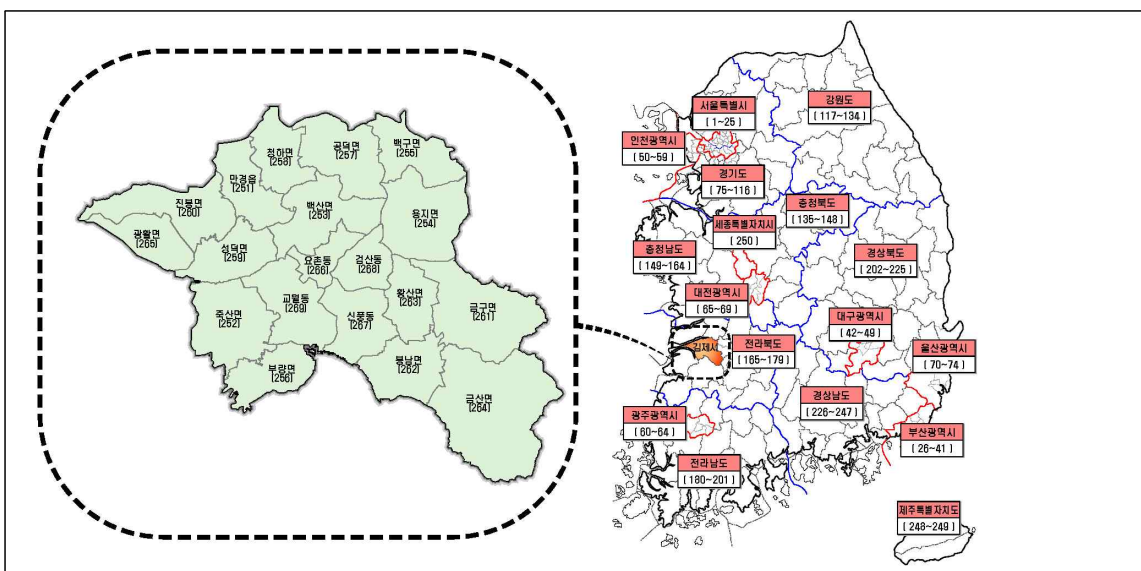 공덕면
[257]
백구면
[255]
청하면
[258]
만경읍
[251]
진봉면
[260]
백산면
[253]
용지면
[254]
광활면
[265]
성덕면
[259]
요촌동
[266]
검산동
[268]
교월동
[269]
황산면
[263]
금구면
[261]
죽산면
[252]
신풍동
[267]
봉남면
[262]
부량면
[256]
금산면
[264]
서울특별시
( 1~25 )
강원도
( 117~134 )
인천광역시
( 50~59 )
경기도
( 75~116 )
충청북도
( 135~148 )
세종특별자치시
( 250 )
충청남도
( 149~164 )
경상북도
( 202~225 )
대전광역시
( 65~69 )
대구광역시
( 42~49 )
김제시
전라북도
( 165~179 )
울산광역시
( 70~74 )
경상남도
( 226~247 )
광주광역시
( 60~64 )
부산광역시
( 26~41 )
전라남도
( 180~201 )
제주특별자치도
( 248~249 )